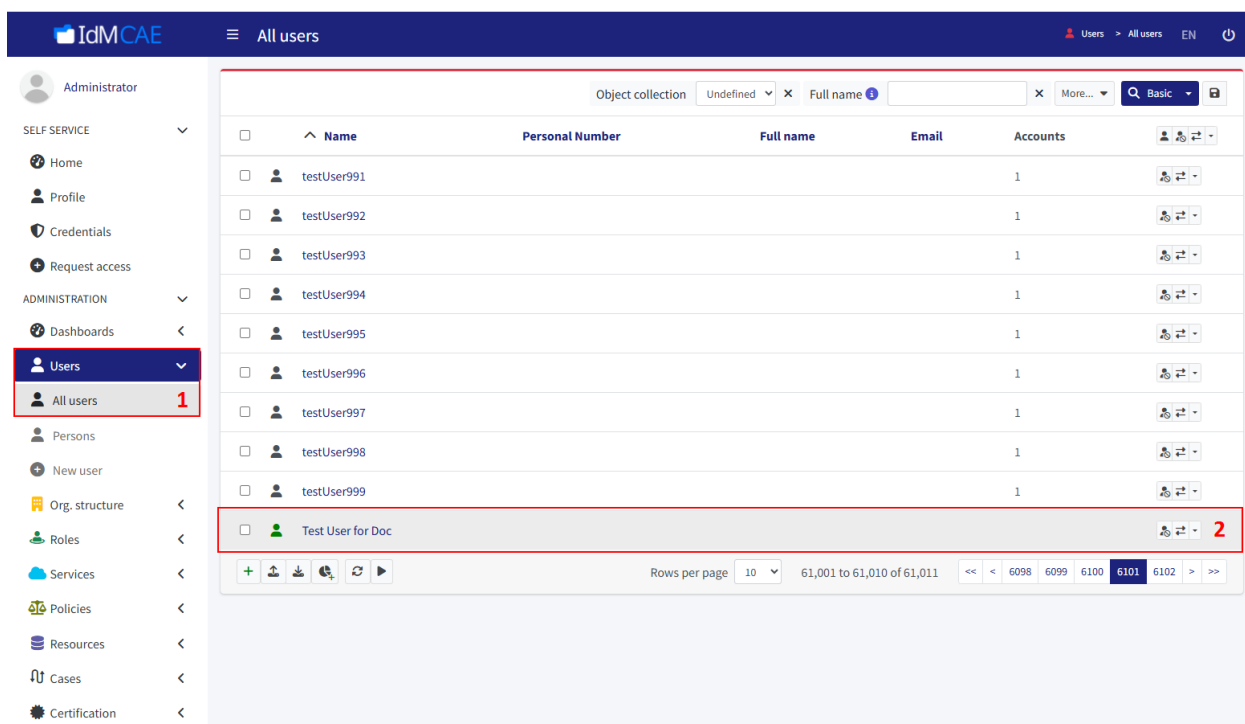 IdMCAE
All users
Users > All users EN
Administrator
SELF SERVICE
Home
Profile
Credentials
Request access
ADMINISTRATION
Dashboards
Users
All users 1
Persons
New user
Org. structure
Roles
Services
Policies
Resources
Cases
Certification
Object collection Undefined Full name More... Basic
Name Personal Number Full name Email Accounts
testUser991 1
testUser992 1
testUser993 1
testUser994 1
testUser995 1
testUser996 1
testUser997 1
testUser998 1
testUser999 1
Test User for Doc 2
Rows per page 10 61,001 to 61,010 of 61,011 << < 6098 6099 6100 6101 6102 > >>